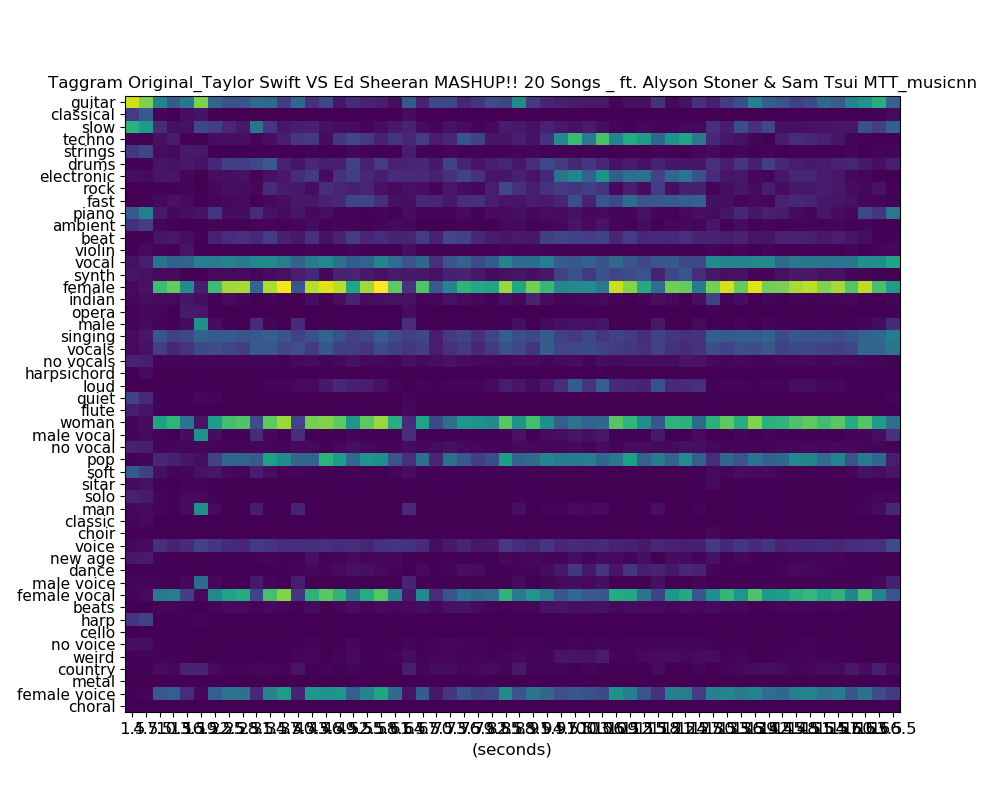 Taggram Original_Taylor Swift VS Ed Sheeran MASHUP!! 20 Songs _ ft. Alyson Stoner & Sam Tsui MTT_musicnn
guitar
classical
slow
techno
strings
drums
electronic
rock
fast
piano
ambient
beat
violin
vocal
synth
female
indian
opera
male
singing
vocals
no vocals
harpsichord
loud
quiet
flute
woman
male vocal
no vocal
pop
soft
sitar
solo
man
classic
choir
voice
new age
dance
male voice
female vocal
beats
harp
cello
no voice
weird
country
metal
female voice
choral
(seconds)